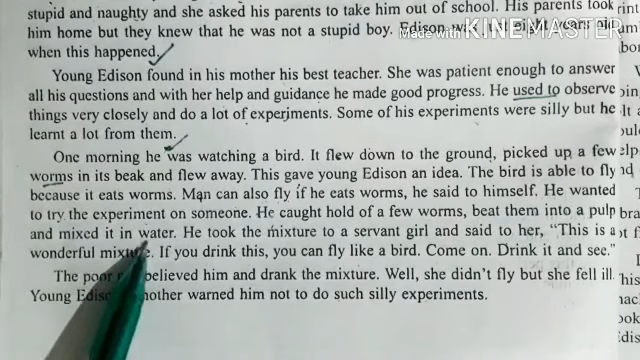 stupid and naughty and she asked his parents to take him out of school. His parents took
him home but they knew that he was not a stupid boy. Edison
Made with KINEMASTER
when this happened.
Young Edison found in his mother his best teacher. She was patient enough to answer
all his questions and with her help and guidance he made good progress. He used to observe
things very closely and do a lot of experiments. Some of his experiments were silly but he
learnt a lot from them.
One morning he was watching a bird. It flew down to the ground, picked up a few
worms in its beak and flew away. This gave young Edison an idea. The bird is able to fly
because it eats worms. Man can also fly if he eats worms, he said to himself. He wanted
to try the experiment on someone. He caught hold of a few worms, beat them into a pulp
and mixed it in water. He took the mixture to a servant girl and said to her, “This is a
wonderful mixture. If you drink this, you can fly like a bird. Come on. Drink it and see.”
The poor believed him and drank the mixture. Well, she didn't fly but she fell ill.
Young mother warned him not to do such silly experiments.